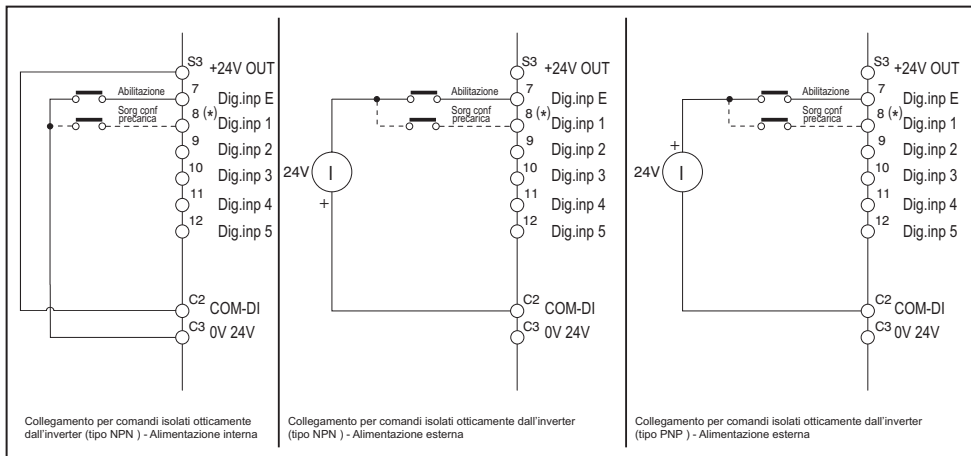 S3 +24V OUT
7 Dig.inp E
Abilitazione
8 (*) Dig.inp 1
Sorg conf
precarica
9 Dig.inp 2
10 Dig.inp 3
11 Dig.inp 4
12 Dig.inp 5
C2 COM-DI
C3 0V 24V
Collegamento per comandi isolati otticamente
dall'inverter (tipo NPN ) - Alimentazione interna
S3 +24V OUT
7 Dig.inp E
Abilitazione
8 (*) Dig.inp 1
Sorg conf
precarica
9 Dig.inp 2
24V I
10 Dig.inp 3
+
11 Dig.inp 4
12 Dig.inp 5
C2 COM-DI
C3 0V 24V
Collegamento per comandi isolati otticamente dall'inverter
(tipo NPN ) - Alimentazione esterna
S3 +24V OUT
7 Dig.inp E
Abilitazione
8 (*) Dig.inp 1
Sorg conf
precarica
+
9 Dig.inp 2
24V I
10 Dig.inp 3
11 Dig.inp 4
12 Dig.inp 5
C2 COM-DI
C3 0V 24V
Collegamento per comandi isolati otticamente dall'inverter
(tipo PNP ) - Alimentazione esterna